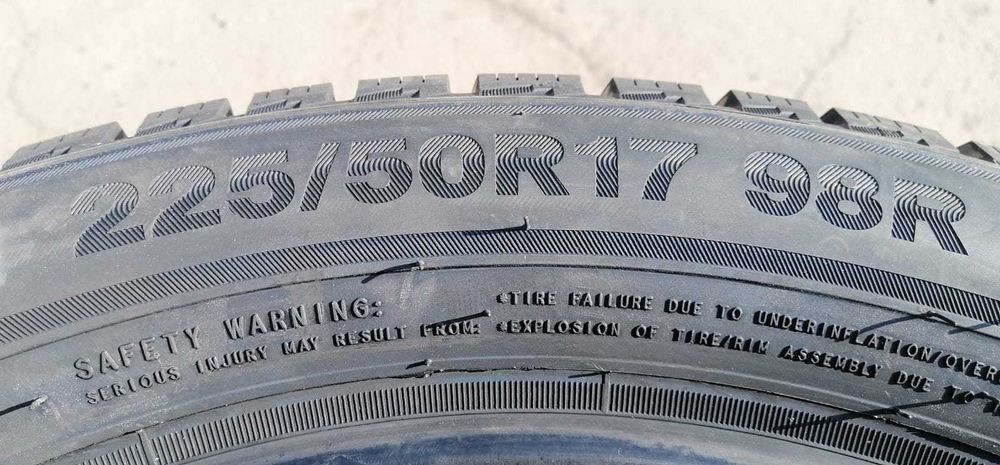 225/50R17 98R
SAFETY WARNING:
SERIOUS INJURY MAY RESULT FROM:
•TIRE FAILURE DUE TO UNDERINFLATION/OVER
•EXPLOSION OF TIRE/RIM ASSEMBLY DUE TO